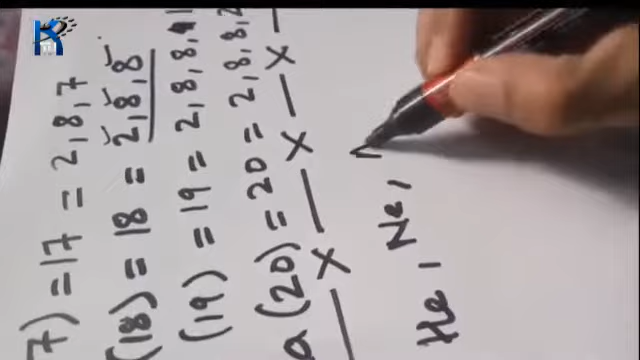 7) = 17 = 2,8,7
(18) = 18 = 2,8,8
(19) = 19 = 2,8,8,1
a (20) = 20 = 2,8,8,2
— x — x — x —
He, Ne,